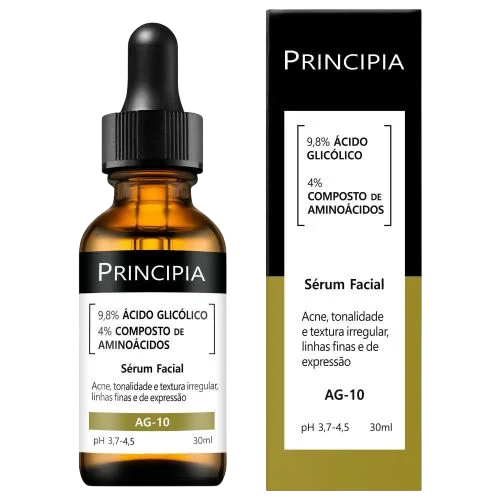 PRINCIPIA
9,8% ÁCIDO GLICÓLICO
4% COMPOSTO DE
AMINOÁCIDOS
Sérum Facial
Acne, tonalidade e textura irregular,
linhas finas e de expressão
AG-10
pH 3,7-4,5 30ml
PRINCIPIA
9,8% ÁCIDO
GLICÓLICO
4%
COMPOSTO DE
AMINOÁCIDOS
Sérum Facial
Acne, tonalidade
e textura irregular,
linhas finas e de
expressão
AG-10
pH 3,7-4,5 30ml